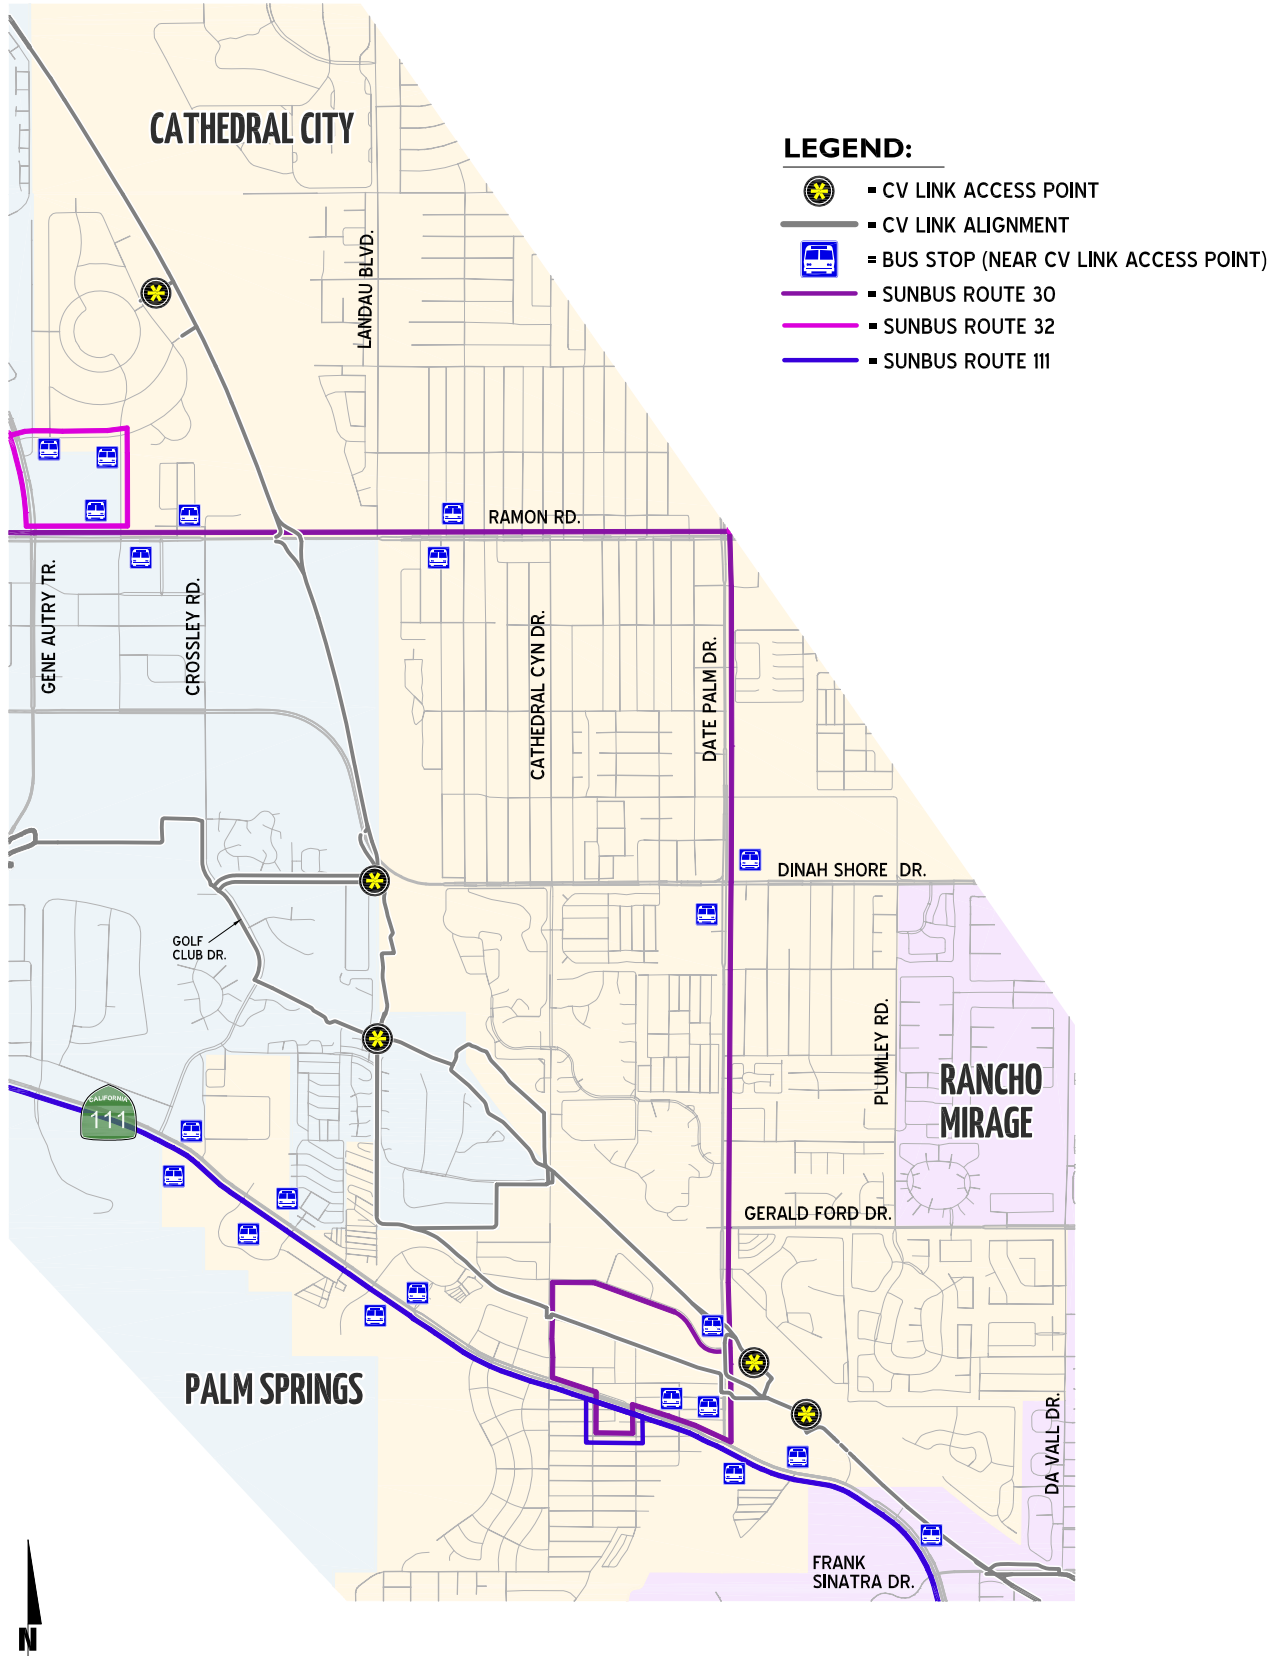 CATHEDRAL CITY
LEGEND:
= CV LINK ACCESS POINT
= CV LINK ALIGNMENT
= BUS STOP (NEAR CV LINK ACCESS POINT)
= SUNBUS ROUTE 30
= SUNBUS ROUTE 32
= SUNBUS ROUTE 111
LANDAU BLVD.
RAMON RD.
GENE AUTRY TR.
CROSSLEY RD.
CATHEDRAL CYN DR.
DATE PALM DR.
DINAH SHORE DR.
GOLF
CLUB DR.
PLUMLEY RD.
RANCHO
MIRAGE
CALIFORNIA
111
GERALD FORD DR.
PALM SPRINGS
DA VALL DR.
FRANK
SINATRA DR.
N